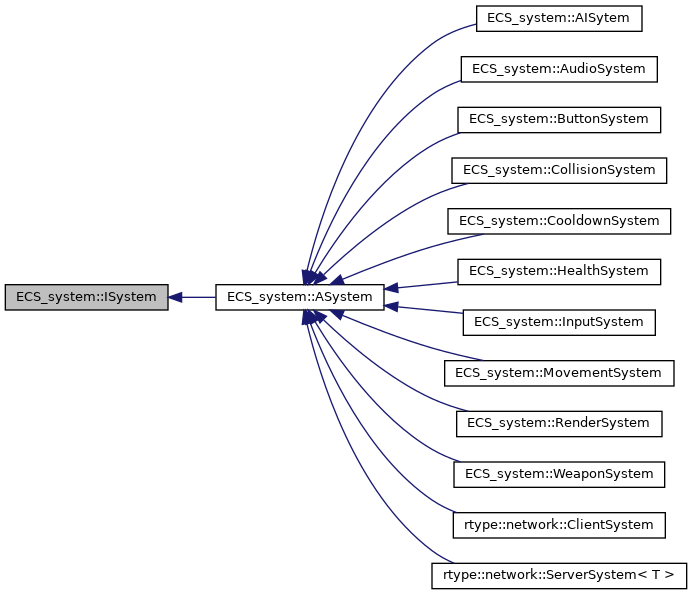 ECS_system::AISytem
ECS_system::AudioSystem
ECS_system::ButtonSystem
ECS_system::CollisionSystem
ECS_system::CooldownSystem
ECS_system::HealthSystem
ECS_system::ISystem
ECS_system::ASystem
ECS_system::InputSystem
ECS_system::MovementSystem
ECS_system::RenderSystem
ECS_system::WeaponSystem
rtype::network::ClientSystem
rtype::network::ServerSystem< T >